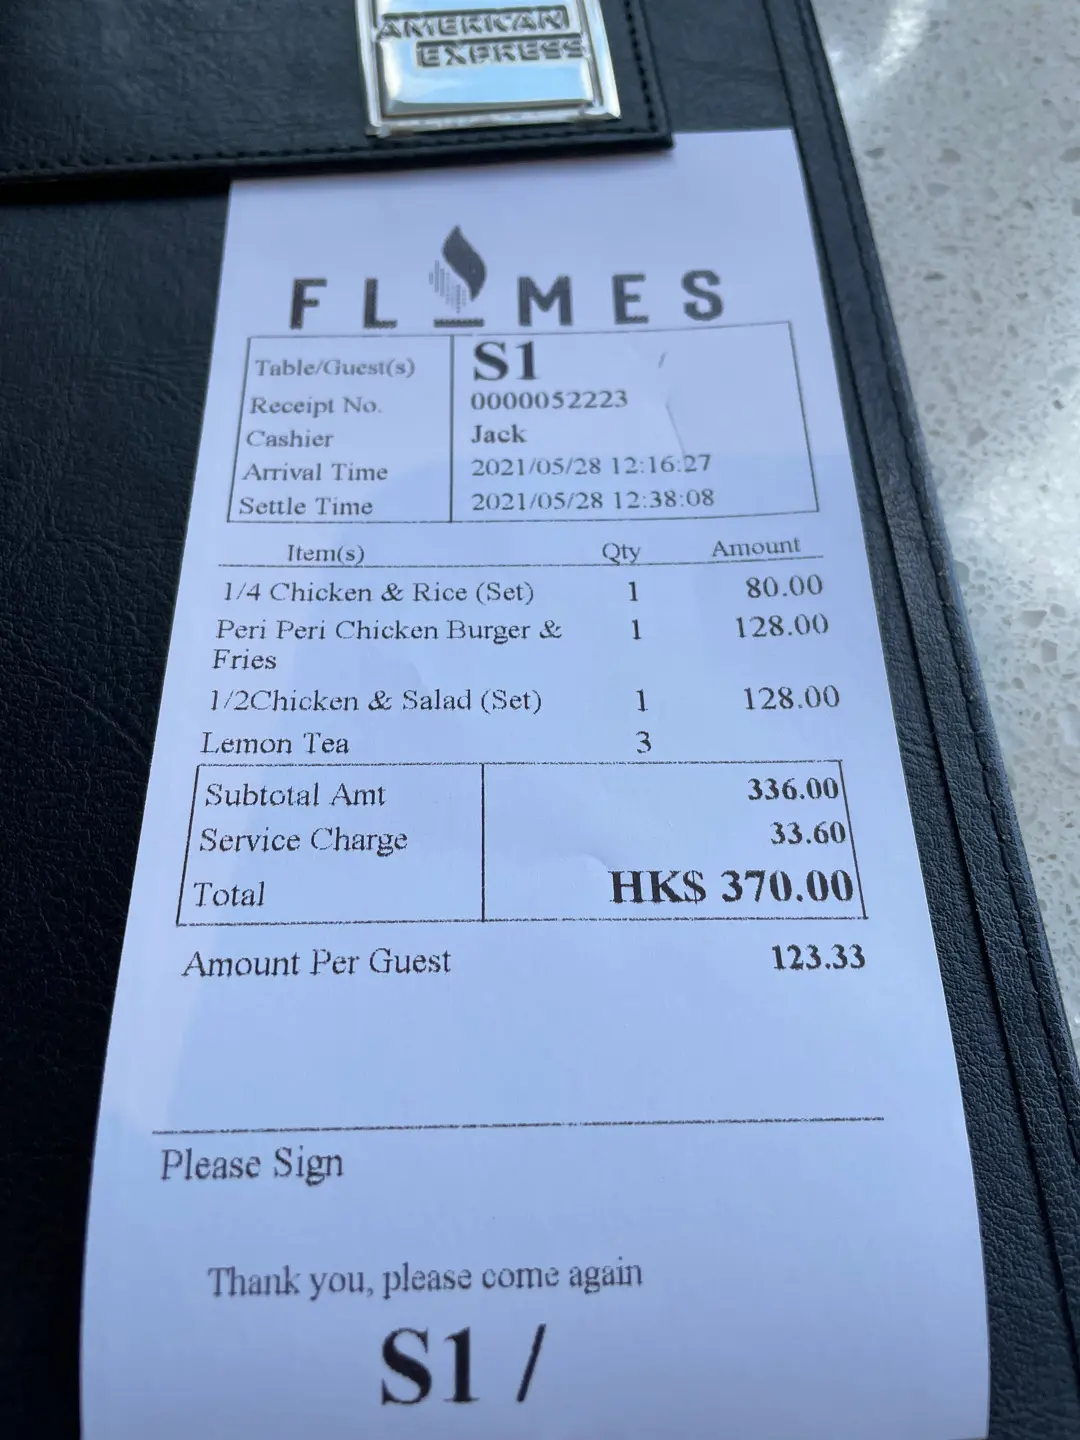 AMERICAN
EXPRESS
FLAMES
Table/Guest(s) S1 /
Receipt No. 0000052223
Cashier Jack
Arrival Time 2021/05/28 12:16:27
Settle Time 2021/05/28 12:38:08
Item(s) Qty Amount
1/4 Chicken & Rice (Set) 1 80.00
Peri Peri Chicken Burger & 1 128.00
Fries
1/2Chicken & Salad (Set) 1 128.00
Lemon Tea 3
Subtotal Amt 336.00
Service Charge 33.60
Total HK$ 370.00
Amount Per Guest 123.33
Please Sign
Thank you, please come again
S1 /